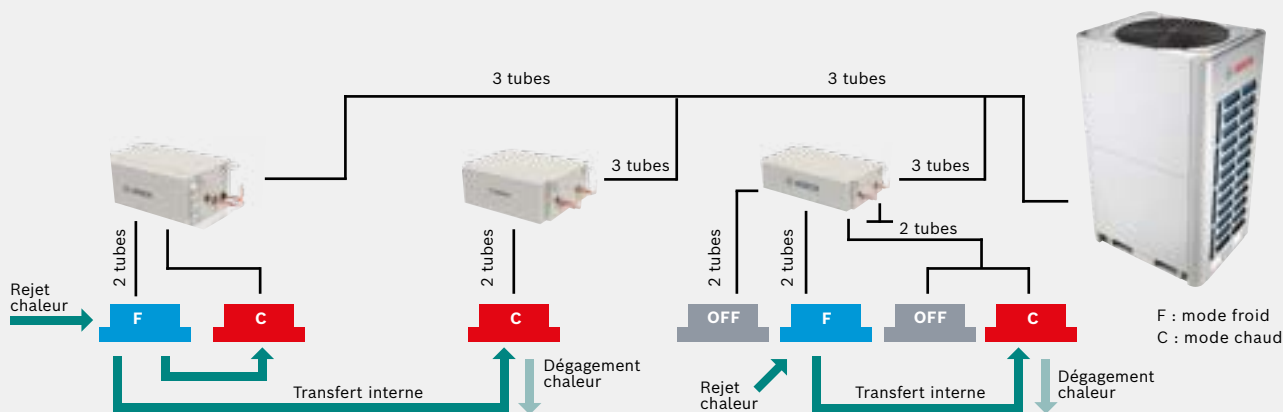 3 tubes
3 tubes
BOSCH
3 tubes
3 tubes
2 tubes
2 tubes
2 tubes
2 tubes
2 tubes
Rejet
chaleur
F
C
C
OFF
F
OFF
C
F : mode froid
C : mode chaud
Transfert interne
Dégagement
chaleur
Rejet
chaleur
Transfert interne
Dégagement
chaleur